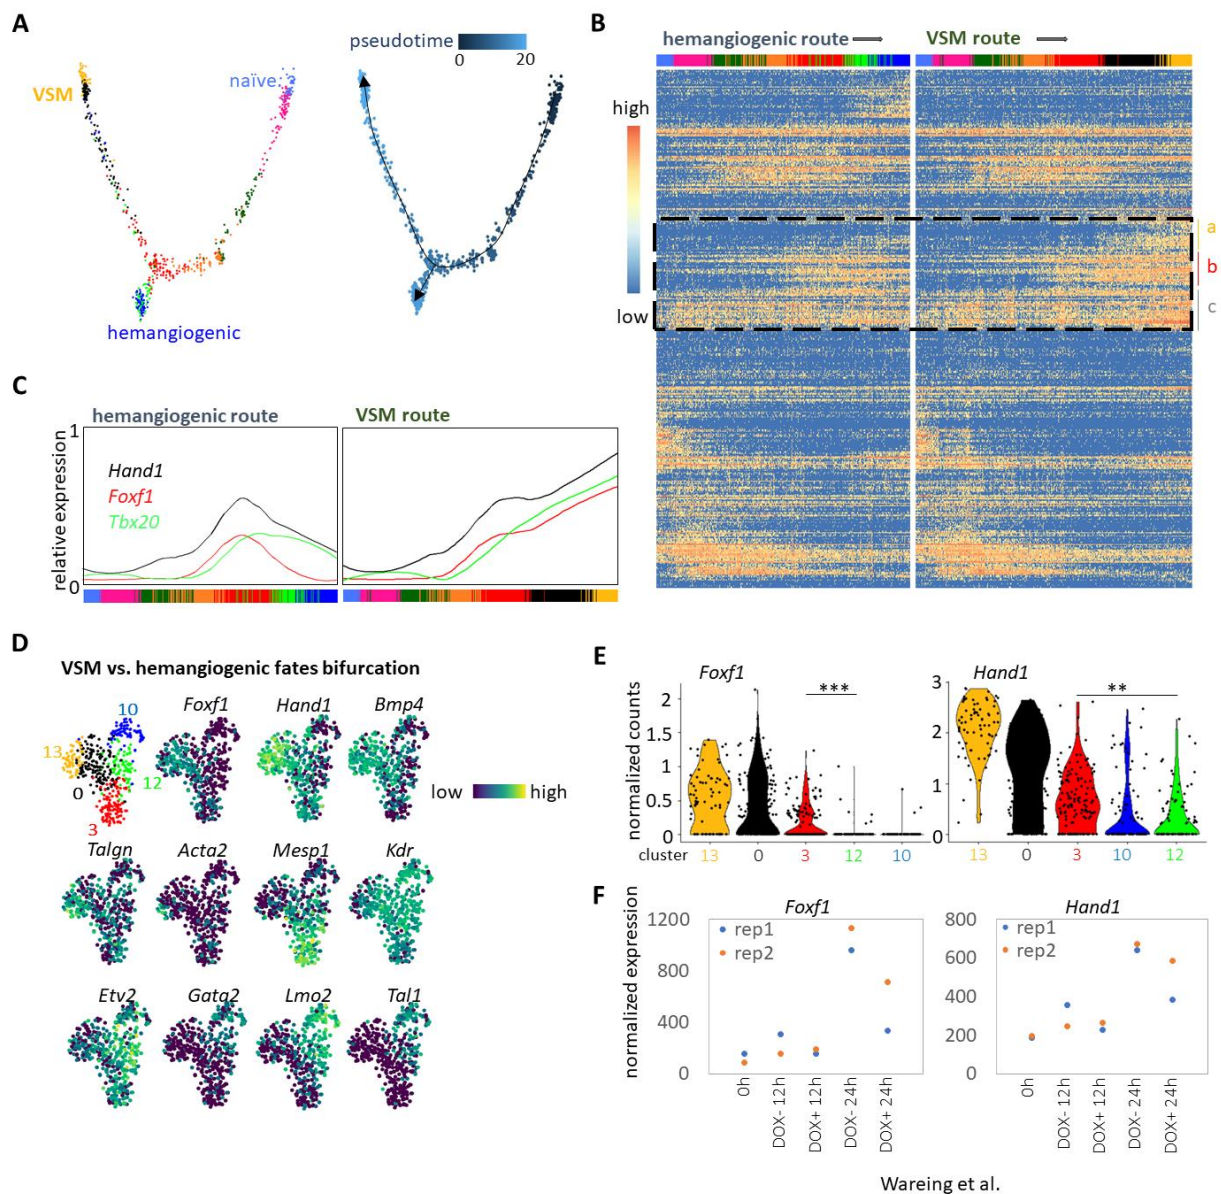 A
pseudotime
0 20
VSM
naïve
hemangiogenic
B
hemangiogenic route
VSM route
high
low
a
b
c
C
hemangiogenic route
VSM route
relative expression
1
0
Hand1
Foxf1
Tbx20
D
VSM vs. hemangiogenic fates bifurcation
10
13
0
12
3
Foxf1
Hand1
Bmp4
low
high
Talgn
Acta2
Mesp1
Kdr
Etv2
Gata2
Lmo2
Tal1
E
normalized counts
Foxf1
2
1.5
1
0.5
0
***
cluster 13 0 3 12 10
Hand1
3
2
1
0
**
13 0 3 10 12
F
normalized expression
Foxf1
1200
800
400
0
rep1
rep2
0h
DOX- 12h
DOX+ 12h
DOX- 24h
DOX+ 24h
Hand1
800
600
400
200
0
rep1
rep2
0h
DOX- 12h
DOX+ 12h
DOX- 24h
DOX+ 24h
Wareing et al.